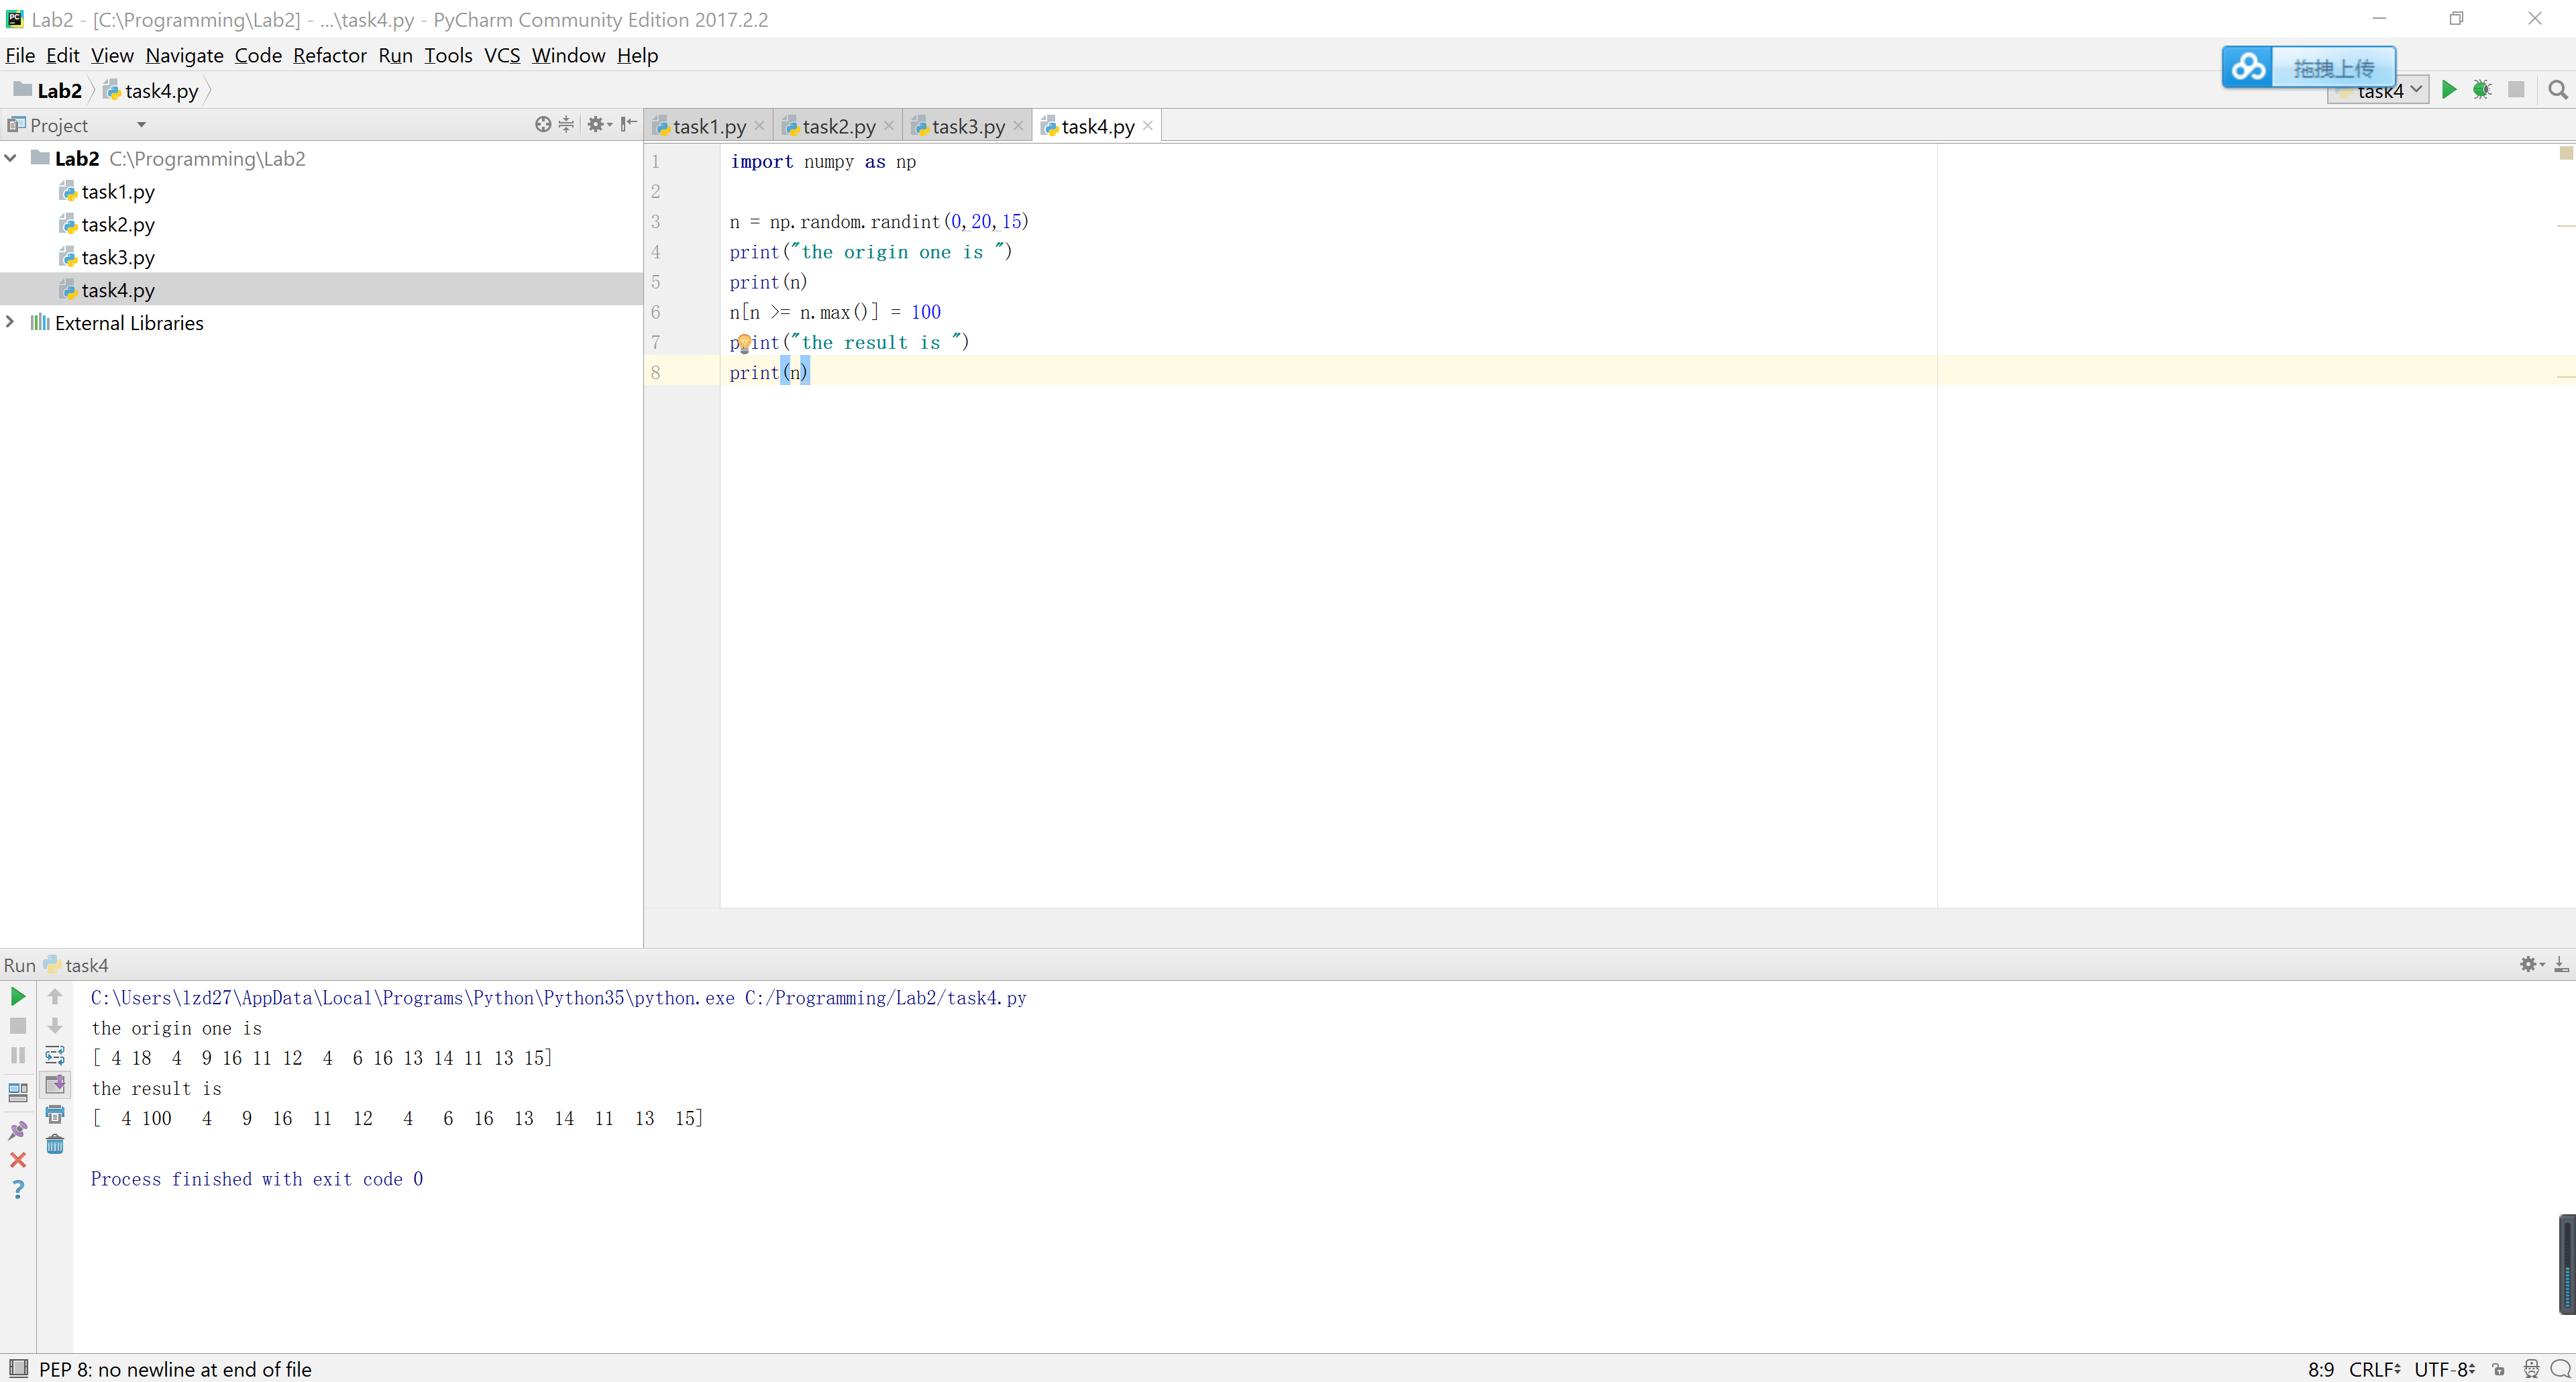 Lab2 - [C:\Programming\Lab2] - ...\task4.py - PyCharm Community Edition 2017.2.2
File Edit View Navigate Code Refactor Run Tools VCS Window Help
拖拽上传
Lab2 task4.py
task4
Project
task1.py task2.py task3.py task4.py
Lab2 C:\Programming\Lab2
task1.py
task2.py
task3.py
task4.py
External Libraries
1 import numpy as np
2
3 n = np.random.randint(0,20,15)
4 print("the origin one is ")
5 print(n)
6 n[n >= n.max()] = 100
7 print("the result is ")
8 print(n)
Run task4
C:\Users\lzd27\AppData\Local\Programs\Python\Python35\python.exe C:/Programming/Lab2/task4.py
the origin one is
[ 4 18  4  9 16 11 12  4  6 16 13 14 11 13 15]
the result is
[  4 100   4   9  16  11  12   4   6  16  13  14  11  13  15]
Process finished with exit code 0
PEP 8: no newline at end of file
8:9 CRLF UTF-8